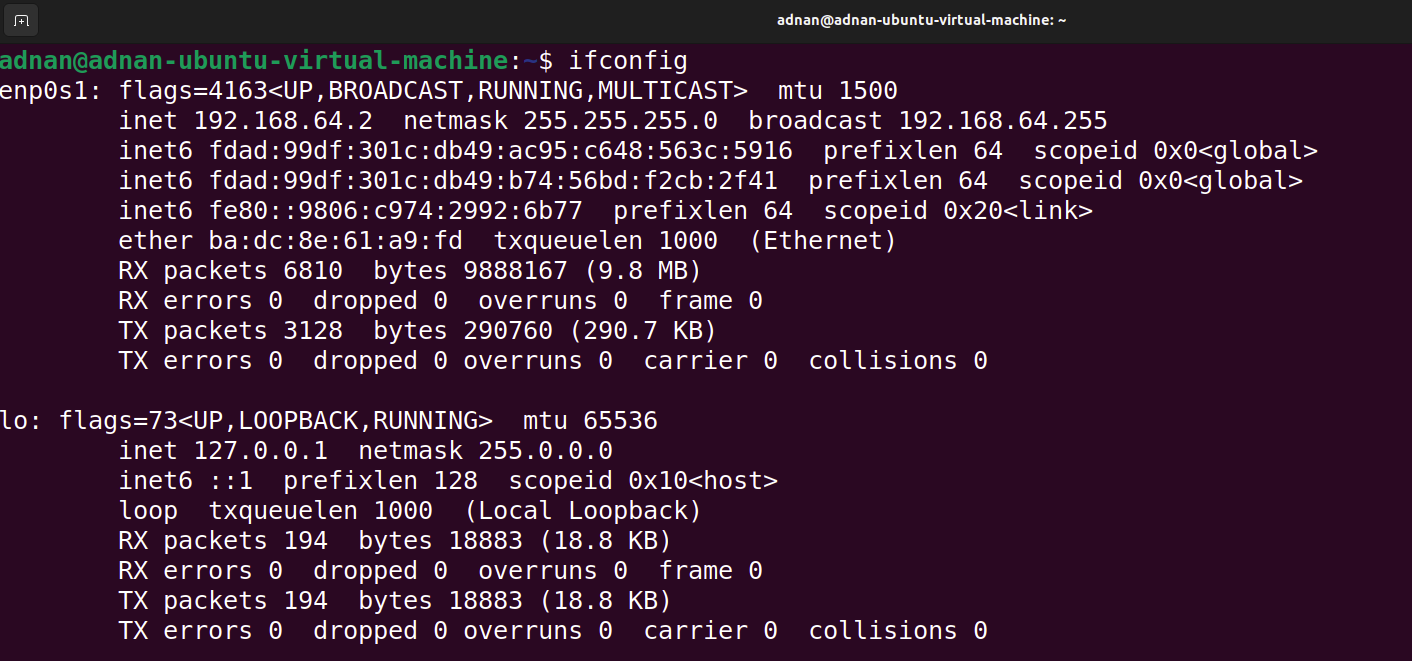 adnan@adnan-ubuntu-virtual-machine: ~
adnan@adnan-ubuntu-virtual-machine:~$ ifconfig
enp0s1: flags=4163<UP,BROADCAST,RUNNING,MULTICAST>  mtu 1500
        inet 192.168.64.2  netmask 255.255.255.0  broadcast 192.168.64.255
        inet6 fdad:99df:301c:db49:ac95:c648:563c:5916  prefixlen 64  scopeid 0x0<global>
        inet6 fdad:99df:301c:db49:b74:56bd:f2cb:2f41  prefixlen 64  scopeid 0x0<global>
        inet6 fe80::9806:c974:2992:6b77  prefixlen 64  scopeid 0x20<link>
        ether ba:dc:8e:61:a9:fd  txqueuelen 1000  (Ethernet)
        RX packets 6810  bytes 9888167 (9.8 MB)
        RX errors 0  dropped 0  overruns 0  frame 0
        TX packets 3128  bytes 290760 (290.7 KB)
        TX errors 0  dropped 0 overruns 0  carrier 0  collisions 0

lo: flags=73<UP,LOOPBACK,RUNNING>  mtu 65536
        inet 127.0.0.1  netmask 255.0.0.0
        inet6 ::1  prefixlen 128  scopeid 0x10<host>
        loop  txqueuelen 1000  (Local Loopback)
        RX packets 194  bytes 18883 (18.8 KB)
        RX errors 0  dropped 0  overruns 0  frame 0
        TX packets 194  bytes 18883 (18.8 KB)
        TX errors 0  dropped 0 overruns 0  carrier 0  collisions 0